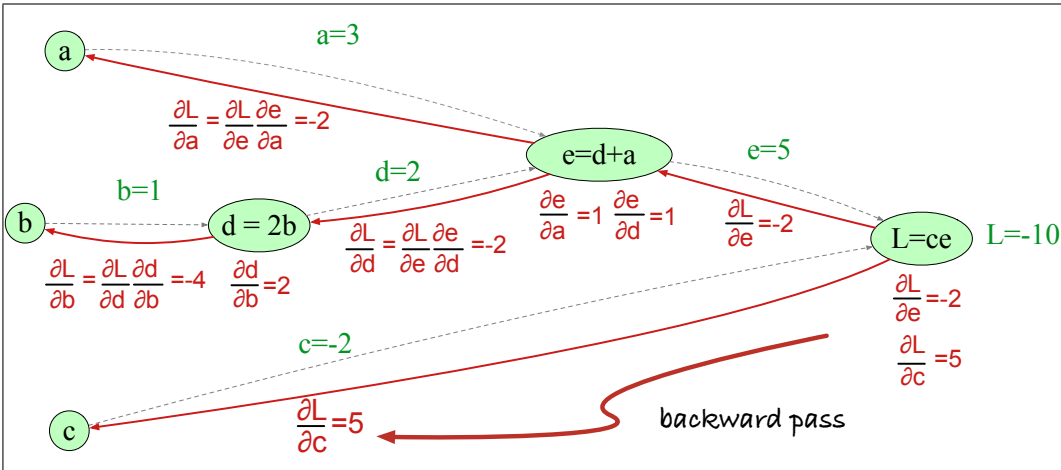 a=3
a
∂L/∂a = ∂L/∂e ∂e/∂a =-2
e=d+a
e=5
d=2
b=1
b
d = 2b
∂e/∂a =1 ∂e/∂d =1
∂L/∂e =-2
L=ce
L=-10
∂L/∂d = ∂L/∂e ∂e/∂d =-2
∂L/∂b = ∂L/∂d ∂d/∂b =-4
∂d/∂b =2
∂L/∂e =-2
c=-2
∂L/∂c =5
c
∂L/∂c =5
backward pass